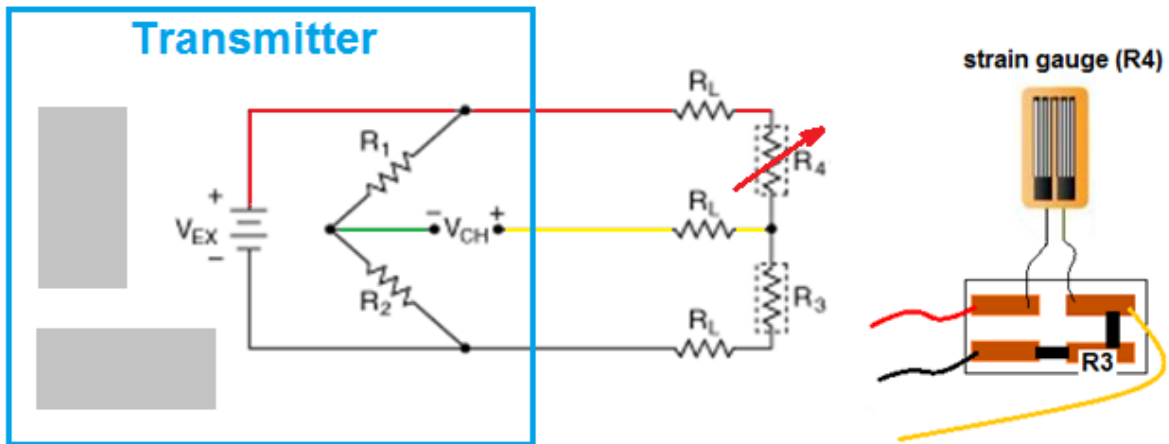 Transmitter
strain gauge (R4)
RL
R1
R4
+
VEX
−
− VCH +
RL
R2
R3
RL
R3